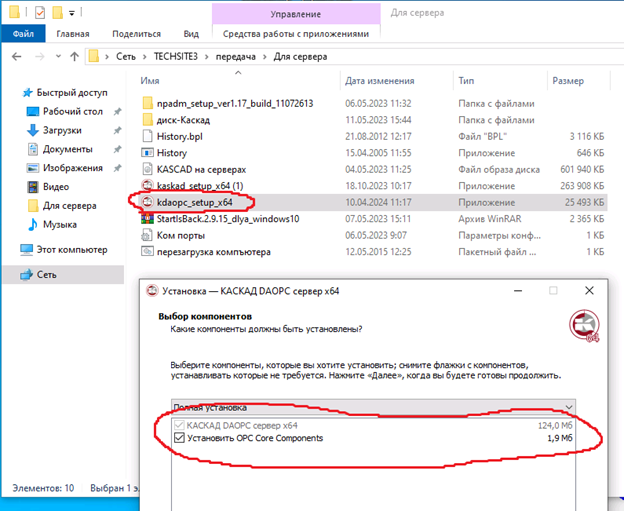 Управление
Для сервера
Файл
Главная
Поделиться
Вид
Средства работы с приложениями
Сеть
TECHSITE3
передача
Для сервера
Имя
Дата изменения
Тип
Размер
Быстрый доступ
Рабочий стол
Загрузки
Документы
Изображения
Видео
Для сервера
Музыка
Этот компьютер
Сеть
npadm_setup_ver1.17_build_11072613 06.05.2023 11:32 Папка с файлами
диск-Каскад 11.05.2023 15:44 Папка с файлами
History.bpl 21.08.2012 12:17 Файл "BPL" 3 116 КБ
History 15.04.2005 11:55 Приложение 646 КБ
KASCAD на серверах 04.05.2023 11:25 Файл образа диска 601 940 КБ
kaskad_setup_x64 (1) 18.10.2023 10:17 Приложение 263 908 КБ
kdaopc_setup_x64 10.04.2024 11:17 Приложение 25 493 КБ
StartIsBack.2.9.15_dlya_windows10 07.05.2023 15:11 Архив WinRAR 2 365 КБ
Ком порты 06.05.2023 9:07 Параметры конф... 1 КБ
перезагрузка компьютера 12.05.2015 12:25 Пакетный файл ... 1 КБ
Установка — КАСКАД DAOPC сервер x64
Выбор компонентов
Какие компоненты должны быть установлены?
64
Выберите компоненты, которые вы хотите установить; снимите флажки с компонентов,
устанавливать которые не требуется. Нажмите «Далее», когда вы будете готовы продолжить.
Полная установка
КАСКАД DAOPC сервер x64 124,0 Мб
Установить OPC Core Components 1,9 Мб
Элементов: 10
Выбран 1 э